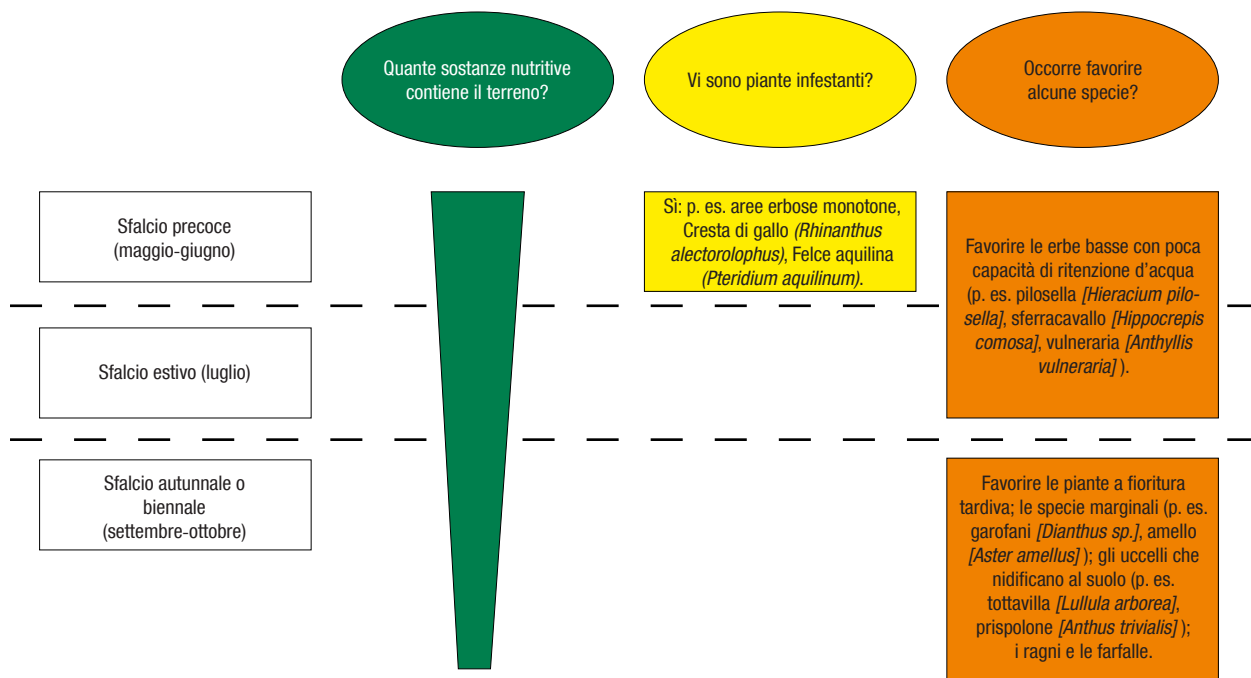 Quante sostanze nutritive
contiene il terreno?
Vi sono piante infestanti?
Occorre favorire
alcune specie?
Sfalcio precoce
(maggio-giugno)
Sì: p. es. aree erbose monotone,
Cresta di gallo (Rhinanthus
alectorolophus), Felce aquilina
(Pteridium aquilinum).
Favorire le erbe basse con poca
capacità di ritenzione d’acqua
(p. es. pilosella [Hieracium pilo-
sella], sferracavallo [Hippocrepis
comosa], vulneraria [Anthyllis
vulneraria] ).
Sfalcio estivo (luglio)
Sfalcio autunnale o
biennale
(settembre-ottobre)
Favorire le piante a fioritura
tardiva; le specie marginali (p. es.
garofani [Dianthus sp.], amello
[Aster amellus] ); gli uccelli che
nidificano al suolo (p. es.
tottavilla [Lullula arborea],
prispolone [Anthus trivialis] );
i ragni e le farfalle.